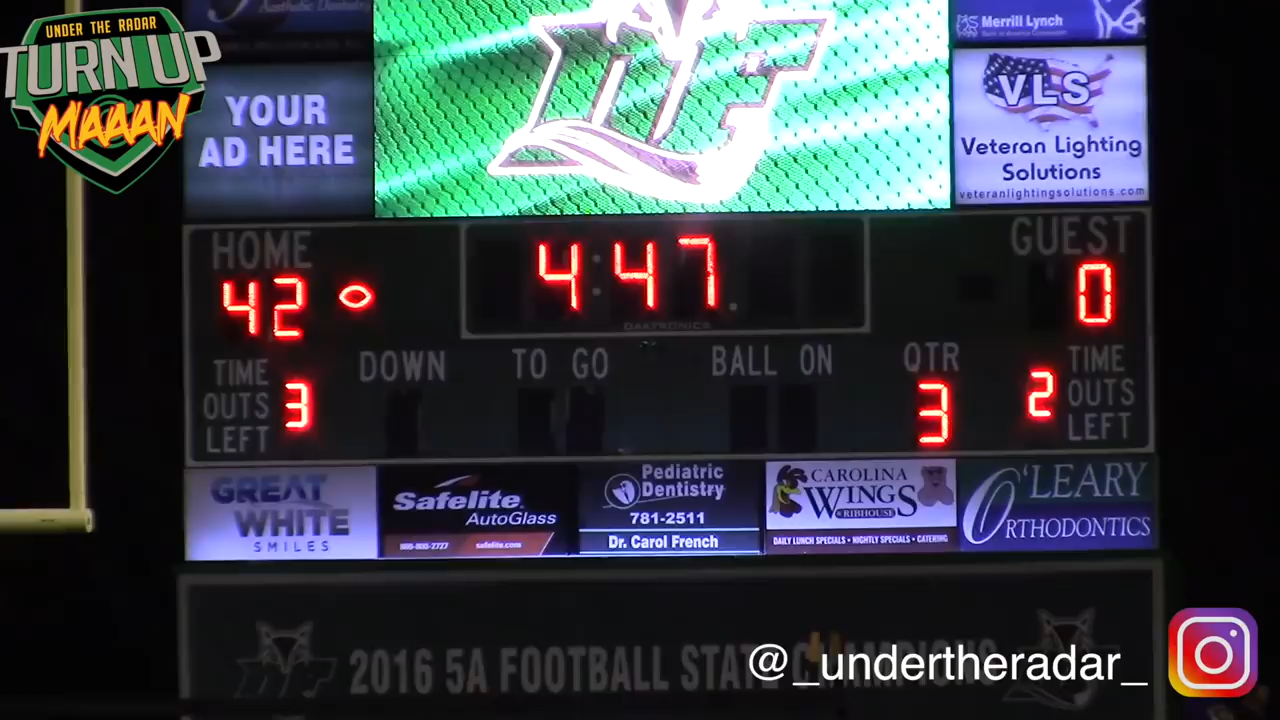 UNDER THE RADAR
TURN UP
MAAAN
YOUR
AD HERE
DF
Merrill Lynch
VLS
Veteran Lighting
Solutions
veteranlightingsolutions.com
HOME
42
4:47
GUEST
0
DAKTRONICS
TIME
OUTS
LEFT
3
DOWN
TO GO
BALL ON
QTR
3
2
TIME
OUTS
LEFT
GREAT
WHITE
SMILES
Safelite
AutoGlass
safelite.com
Pediatric
Dentistry
781-2511
Dr. Carol French
CAROLINA
WINGS
& RIBHOUSE
DAILY LUNCH SPECIALS • NIGHTLY SPECIALS • CATERING
O'LEARY
ORTHODONTICS
2016 5A FOOTBALL STATE CHAMPIONS
@_undertheradar_